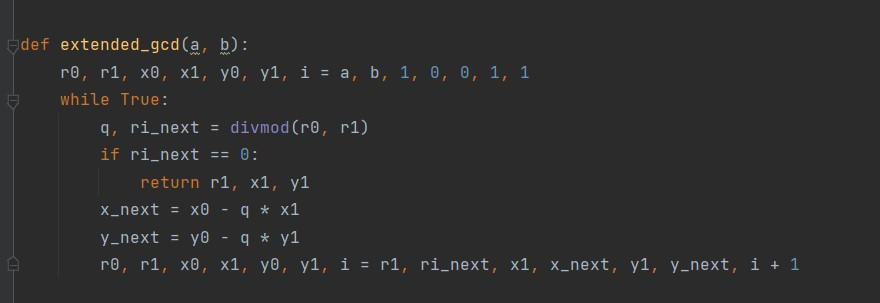 def extended_gcd(a, b):
    r0, r1, x0, x1, y0, y1, i = a, b, 1, 0, 0, 1, 1
    while True:
        q, ri_next = divmod(r0, r1)
        if ri_next == 0:
            return r1, x1, y1
        x_next = x0 - q * x1
        y_next = y0 - q * y1
        r0, r1, x0, x1, y0, y1, i = r1, ri_next, x1, x_next, y1, y_next, i + 1